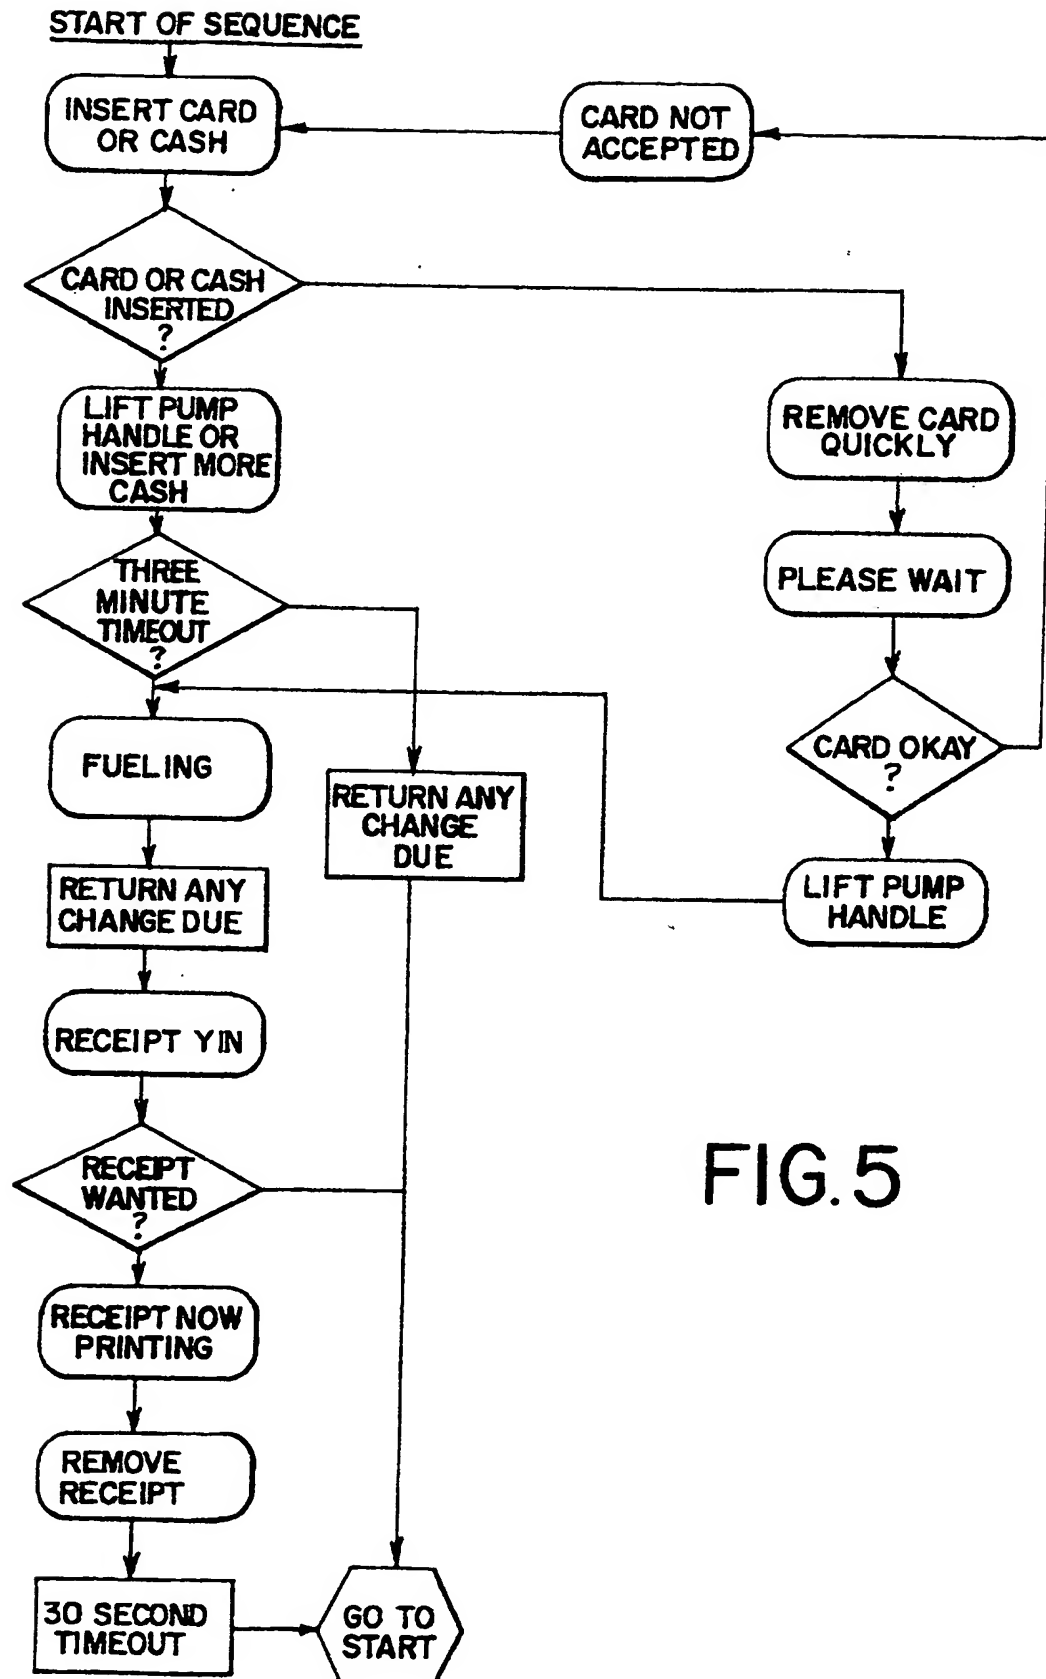 START OF SEQUENCE
INSERT CARD
OR CASH
CARD NOT
ACCEPTED
CARD OR CASH
INSERTED
?
LIFT PUMP
HANDLE OR
INSERT MORE
CASH
REMOVE CARD
QUICKLY
THREE
MINUTE
TIMEOUT
?
PLEASE WAIT
FUELING
CARD OKAY
?
RETURN ANY
CHANGE
DUE
RETURN ANY
CHANGE DUE
LIFT PUMP
HANDLE
RECEIPT YIN
RECEIPT
WANTED
?
FIG. 5
RECEIPT NOW
PRINTING
REMOVE
RECEIPT
30 SECOND
TIMEOUT
GO TO
START